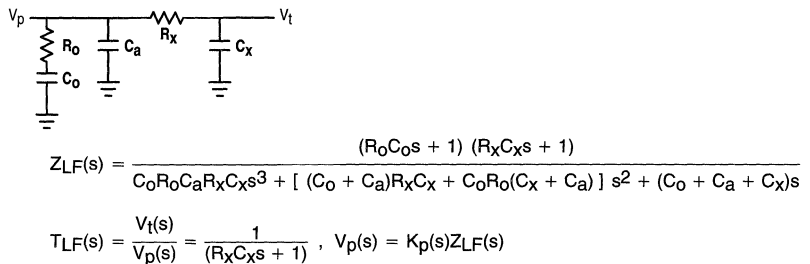 Vp Rx Vt
Ro Ca Cx
Co
ZLF(s) = (RoCos + 1) (RxCxs + 1) / CoRoCaRxCxs³ + [ (Co + Ca)RxCx + CoRo(Cx + Ca) ] s² + (Co + Ca + Cx)s
TLF(s) = Vt(s) / Vp(s) = 1 / (RxCxs + 1) , Vp(s) = Kp(s)ZLF(s)